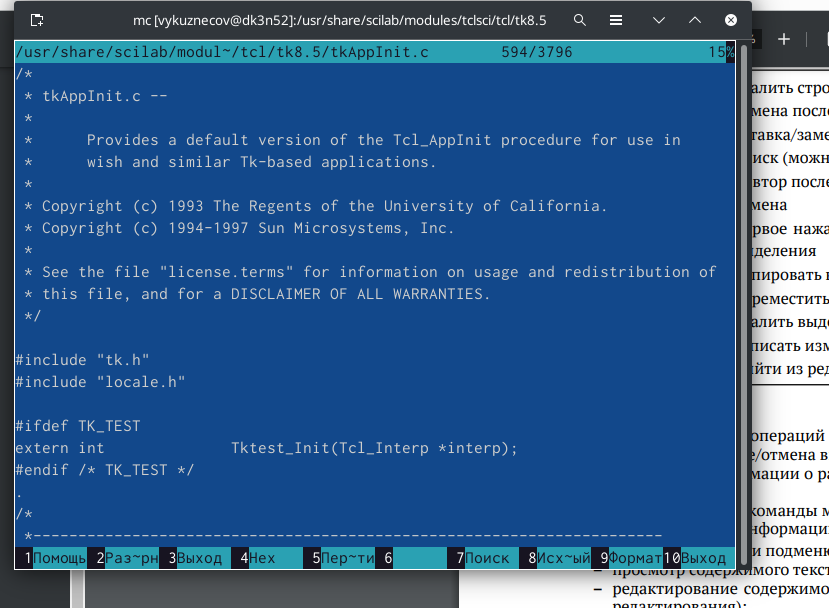 mc [vykuznecov@dk3n52]:/usr/share/scilab/modules/tclsci/tcl/tk8.5
/usr/share/scilab/modul~/tcl/tk8.5/tkAppInit.c 594/3796 15%
/*
* tkAppInit.c --
*
* Provides a default version of the Tcl_AppInit procedure for use in
* wish and similar Tk-based applications.
*
* Copyright (c) 1993 The Regents of the University of California.
* Copyright (c) 1994-1997 Sun Microsystems, Inc.
*
* See the file "license.terms" for information on usage and redistribution of
* this file, and for a DISCLAIMER OF ALL WARRANTIES.
*/
#include "tk.h"
#include "locale.h"
#ifdef TK_TEST
extern int Tktest_Init(Tcl_Interp *interp);
#endif /* TK_TEST */
.
/*
*----------------------------------------------------------------------
1Помощь 2Раз~рн 3Выход 4Hex 5Пер~ти 6 7Поиск 8Исх~ый 9Формат 10Выход
алить стро
мена посл
тавка/заме
иск (можн
втор после
мена
рвое нажа
деления
пировать в
реместить
алить выд
писать изм
йти из ред
операций
е/отмена в
мации о ра
команды м
нформаци
и подменю
– просмотр содержимого текст
– редактирование содержимо
редактирования);